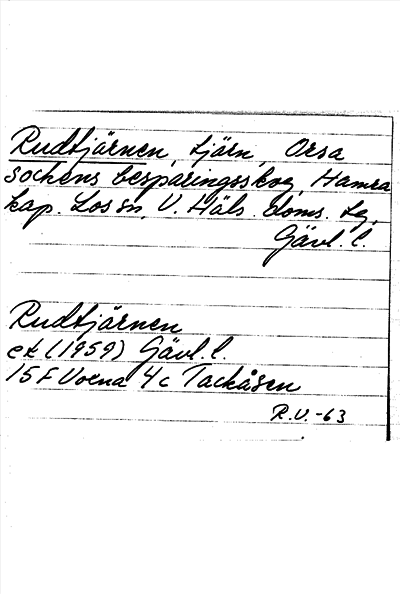 Rudtjärnen, tjärn, Orsa
sockens besparingsskog, Hamra
kap. Los sn, V. Häls. doms. tg,
Gävl. l.
Rudtjärnen
ek (1959) Gävl. l.
15 F Voxna 4 c Tackåsen
R.V. -63